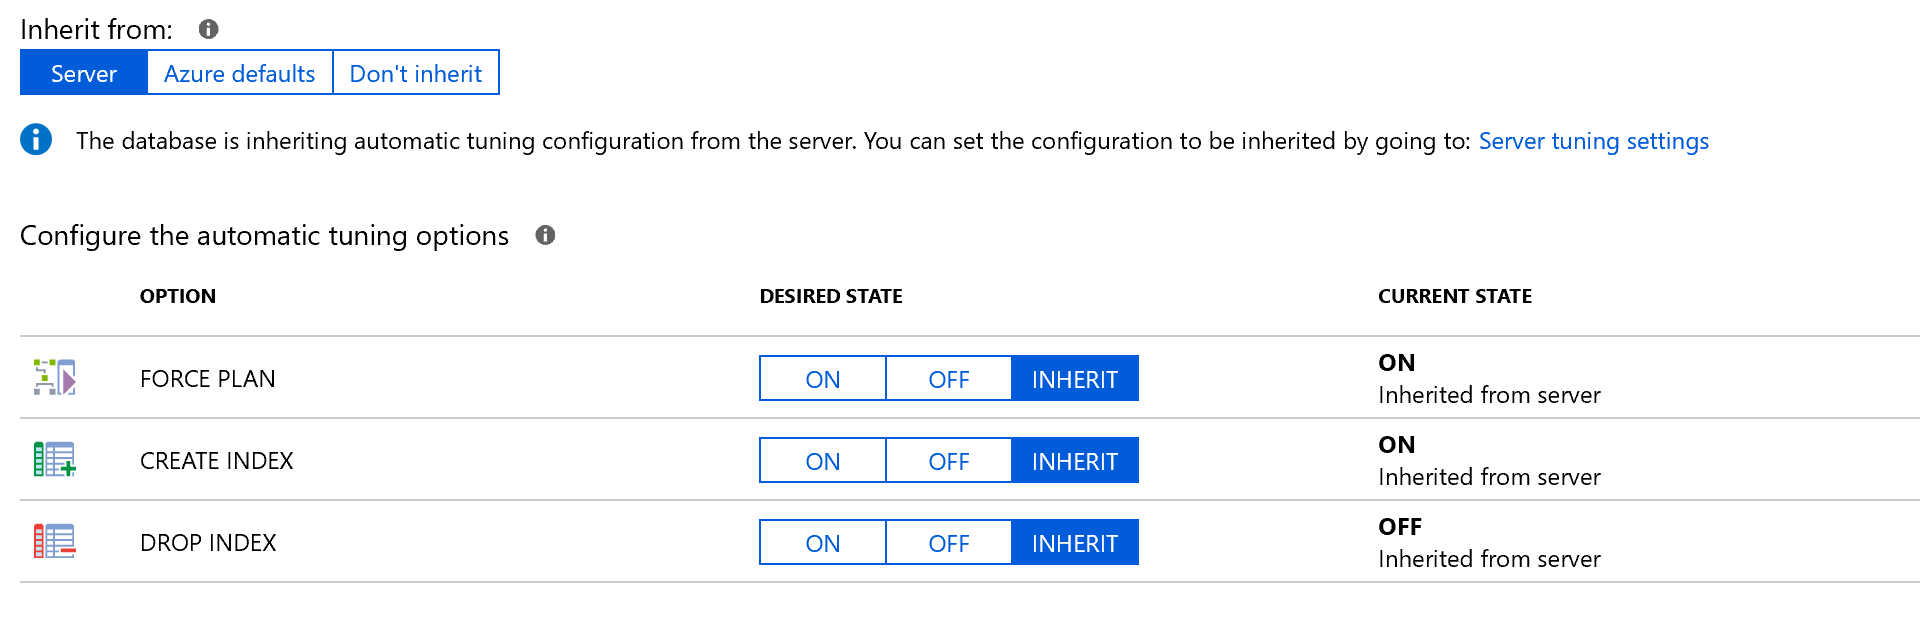 Inherit from:
Server Azure defaults Don't inherit
The database is inheriting automatic tuning configuration from the server. You can set the configuration to be inherited by going to: Server tuning settings
Configure the automatic tuning options
OPTION DESIRED STATE CURRENT STATE
FORCE PLAN ON OFF INHERIT ON
Inherited from server
CREATE INDEX ON OFF INHERIT ON
Inherited from server
DROP INDEX ON OFF INHERIT OFF
Inherited from server